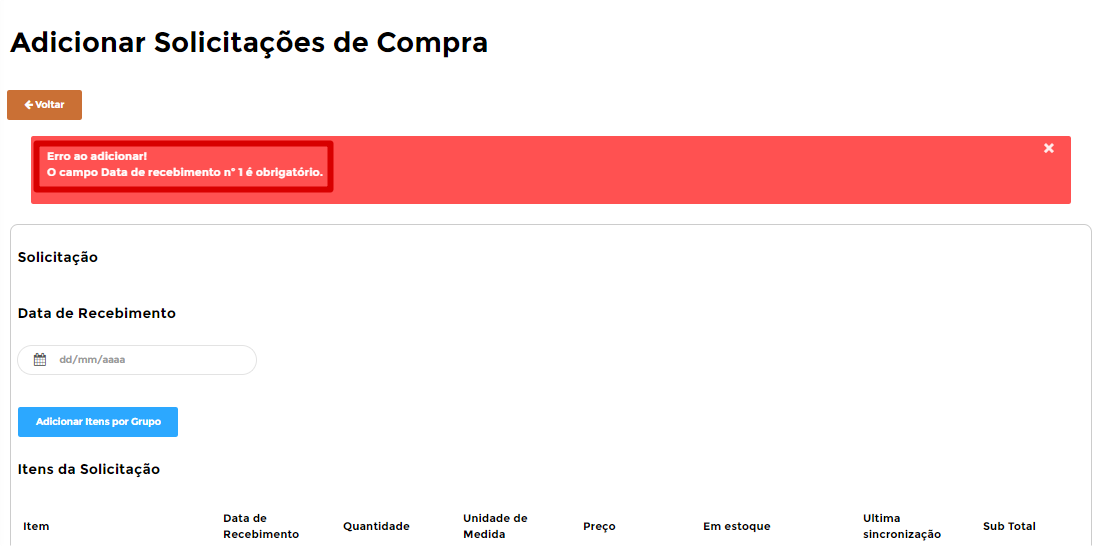 Adicionar Solicitações de Compra
Voltar
Erro ao adicionar!
O campo Data de recebimento n° 1 é obrigatório.
Solicitação
Data de Recebimento
dd/mm/aaaa
Adicionar Itens por Grupo
Itens da Solicitação
Item
Data de
Recebimento
Quantidade
Unidade de
Medida
Preço
Em estoque
Ultima
sincronização
Sub Total